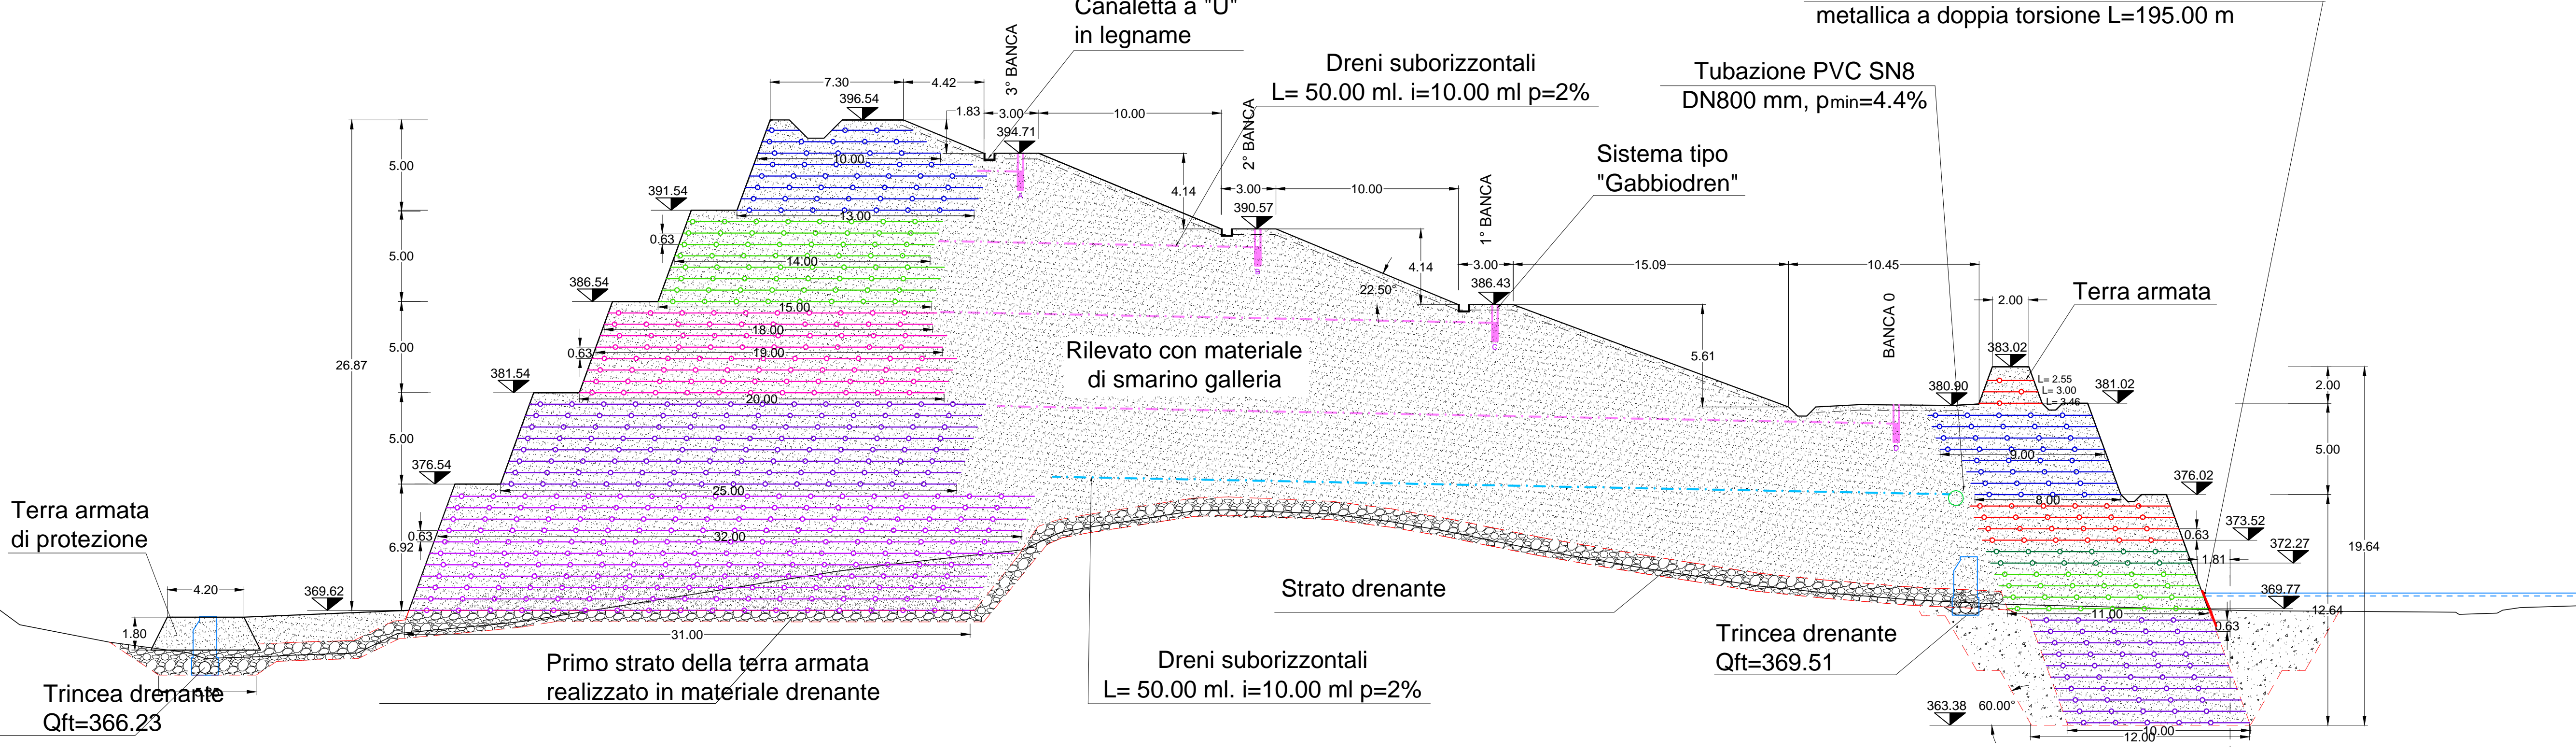 Canaletta a "U"
in legname
metallica a doppia torsione L=195.00 m
Dreni suborizzontali
L= 50.00 ml. i=10.00 ml p=2%
Tubazione PVC SN8
DN800 mm, pmin=4.4%
Sistema tipo
"Gabbiodren"
Terra armata
3° BANCA
2° BANCA
1° BANCA
BANCA 0
7.30
4.42
396.54
1.83
3.00
10.00
394.71
4.14
3.00
10.00
390.57
4.14
3.00
15.09
10.45
386.43
22.50°
5.61
2.00
383.02
L= 2.55
L= 3.00
L= 3.46
380.90
381.02
2.00
5.00
5.00
10.00
391.54
13.00
0.63
5.00
14.00
386.54
15.00
18.00
26.87
5.00
0.63
19.00
381.54
20.00
5.00
376.54
25.00
0.63
6.92
32.00
9.00
8.00
376.02
373.52
0.63
372.27
1.81
19.64
369.77
12.64
11.00
0.63
Rilevato con materiale
di smarino galleria
Terra armata
di protezione
4.20
369.62
1.80
31.00
Primo strato della terra armata
realizzato in materiale drenante
Trincea drenante
Qft=366.23
Strato drenante
Dreni suborizzontali
L= 50.00 ml. i=10.00 ml p=2%
Trincea drenante
Qft=369.51
363.38
60.00°
10.00
12.00